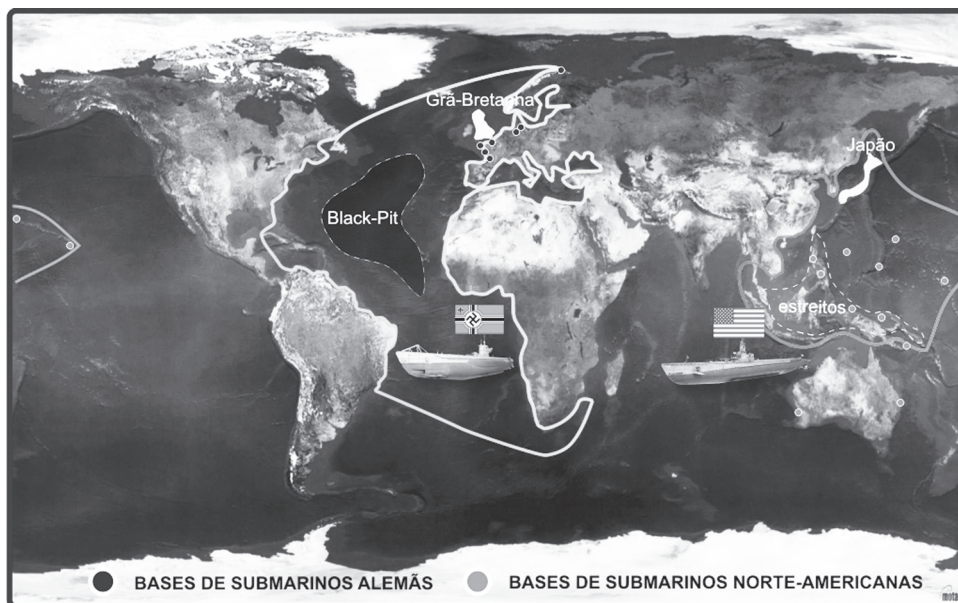 Grã-Bretanha
Japão
Black-Pit
estreitos
BASES DE SUBMARINOS ALEMÃS
BASES DE SUBMARINOS NORTE-AMERICANAS